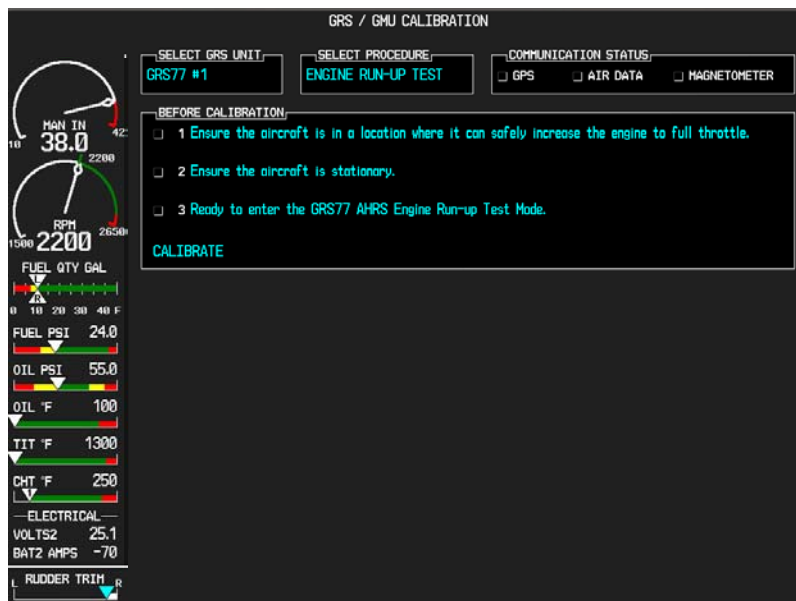 GRS / GMU CALIBRATION
SELECT GRS UNIT
GRS77 #1
SELECT PROCEDURE
ENGINE RUN-UP TEST
COMMUNICATION STATUS
GPS AIR DATA MAGNETOMETER
BEFORE CALIBRATION
1 Ensure the aircraft is in a location where it can safely increase the engine to full throttle.
2 Ensure the aircraft is stationary.
3 Ready to enter the GRS77 AHRS Engine Run-up Test Mode.
CALIBRATE
MAN IN
10 38.0 42
2200
RPM
1500 2200 2650
FUEL QTY GAL
L
R
0 10 20 30 40 F
FUEL PSI 24.0
OIL PSI 55.0
OIL °F 100
TIT °F 1300
CHT °F 250
1
ELECTRICAL
VOLTS2 25.1
BAT2 AMPS -70
L RUDDER TRIM R